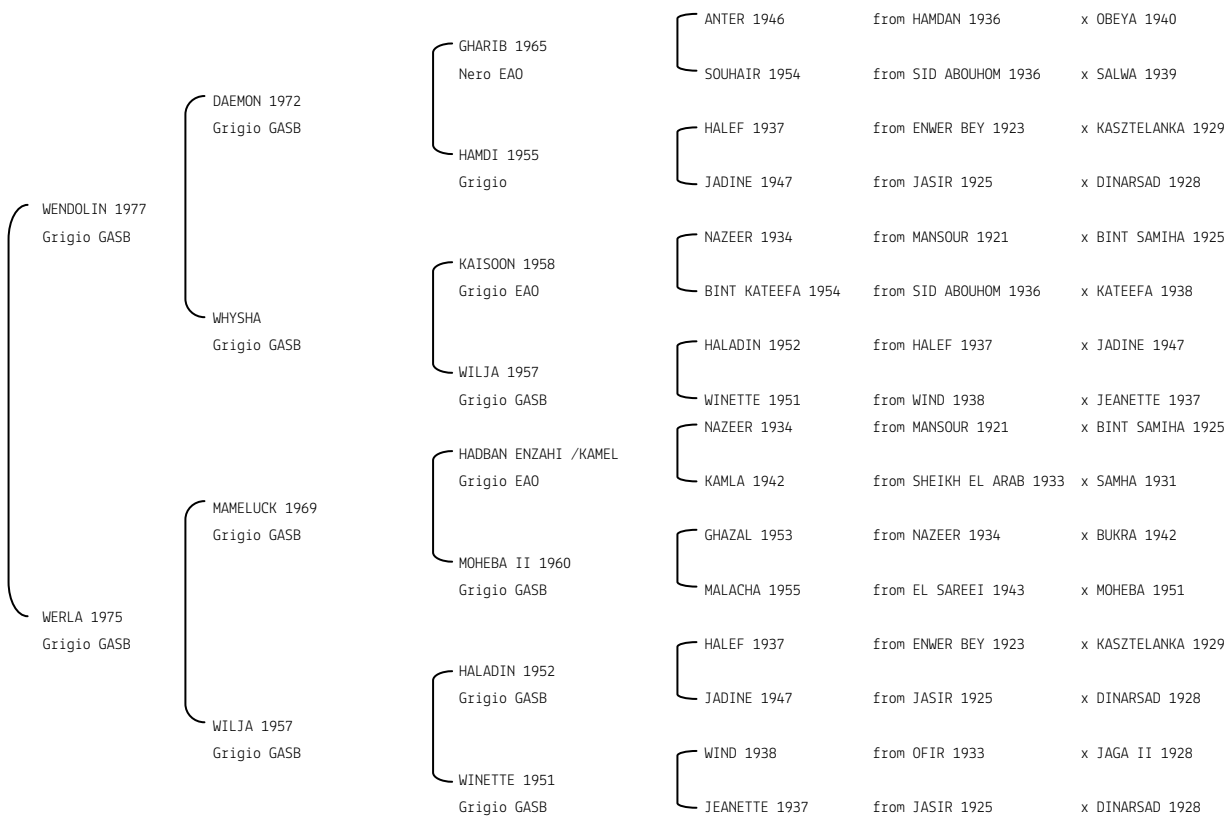 ANTER 1946 from HAMDAN 1936 x OBEYA 1940
GHARIB 1965
Nero EAO
SOUHAIR 1954 from SID ABOUHOM 1936 x SALWA 1939
DAEMON 1972
Grigio GASB
HALEF 1937 from ENWER BEY 1923 x KASZTELANKA 1929
HAMDI 1955
Grigio
JADINE 1947 from JASIR 1925 x DINARSAD 1928
WENDOLIN 1977
Grigio GASB
NAZEER 1934 from MANSOUR 1921 x BINT SAMIHA 1925
KAISOON 1958
Grigio EAO
BINT KATEEFA 1954 from SID ABOUHOM 1936 x KATEEFA 1938
WHYSHA
Grigio GASB
HALADIN 1952 from HALEF 1937 x JADINE 1947
WILJA 1957
Grigio GASB
WINETTE 1951 from WIND 1938 x JEANETTE 1937
NAZEER 1934 from MANSOUR 1921 x BINT SAMIHA 1925
HADBAN ENZAHI /KAMEL
Grigio EAO
KAMLA 1942 from SHEIKH EL ARAB 1933 x SAMHA 1931
MAMELUCK 1969
Grigio GASB
GHAZAL 1953 from NAZEER 1934 x BUKRA 1942
MOHEBA II 1960
Grigio GASB
MALACHA 1955 from EL SAREEI 1943 x MOHEBA 1951
WERLA 1975
Grigio GASB
HALEF 1937 from ENWER BEY 1923 x KASZTELANKA 1929
HALADIN 1952
Grigio GASB
JADINE 1947 from JASIR 1925 x DINARSAD 1928
WILJA 1957
Grigio GASB
WIND 1938 from OFIR 1933 x JAGA II 1928
WINETTE 1951
Grigio GASB
JEANETTE 1937 from JASIR 1925 x DINARSAD 1928